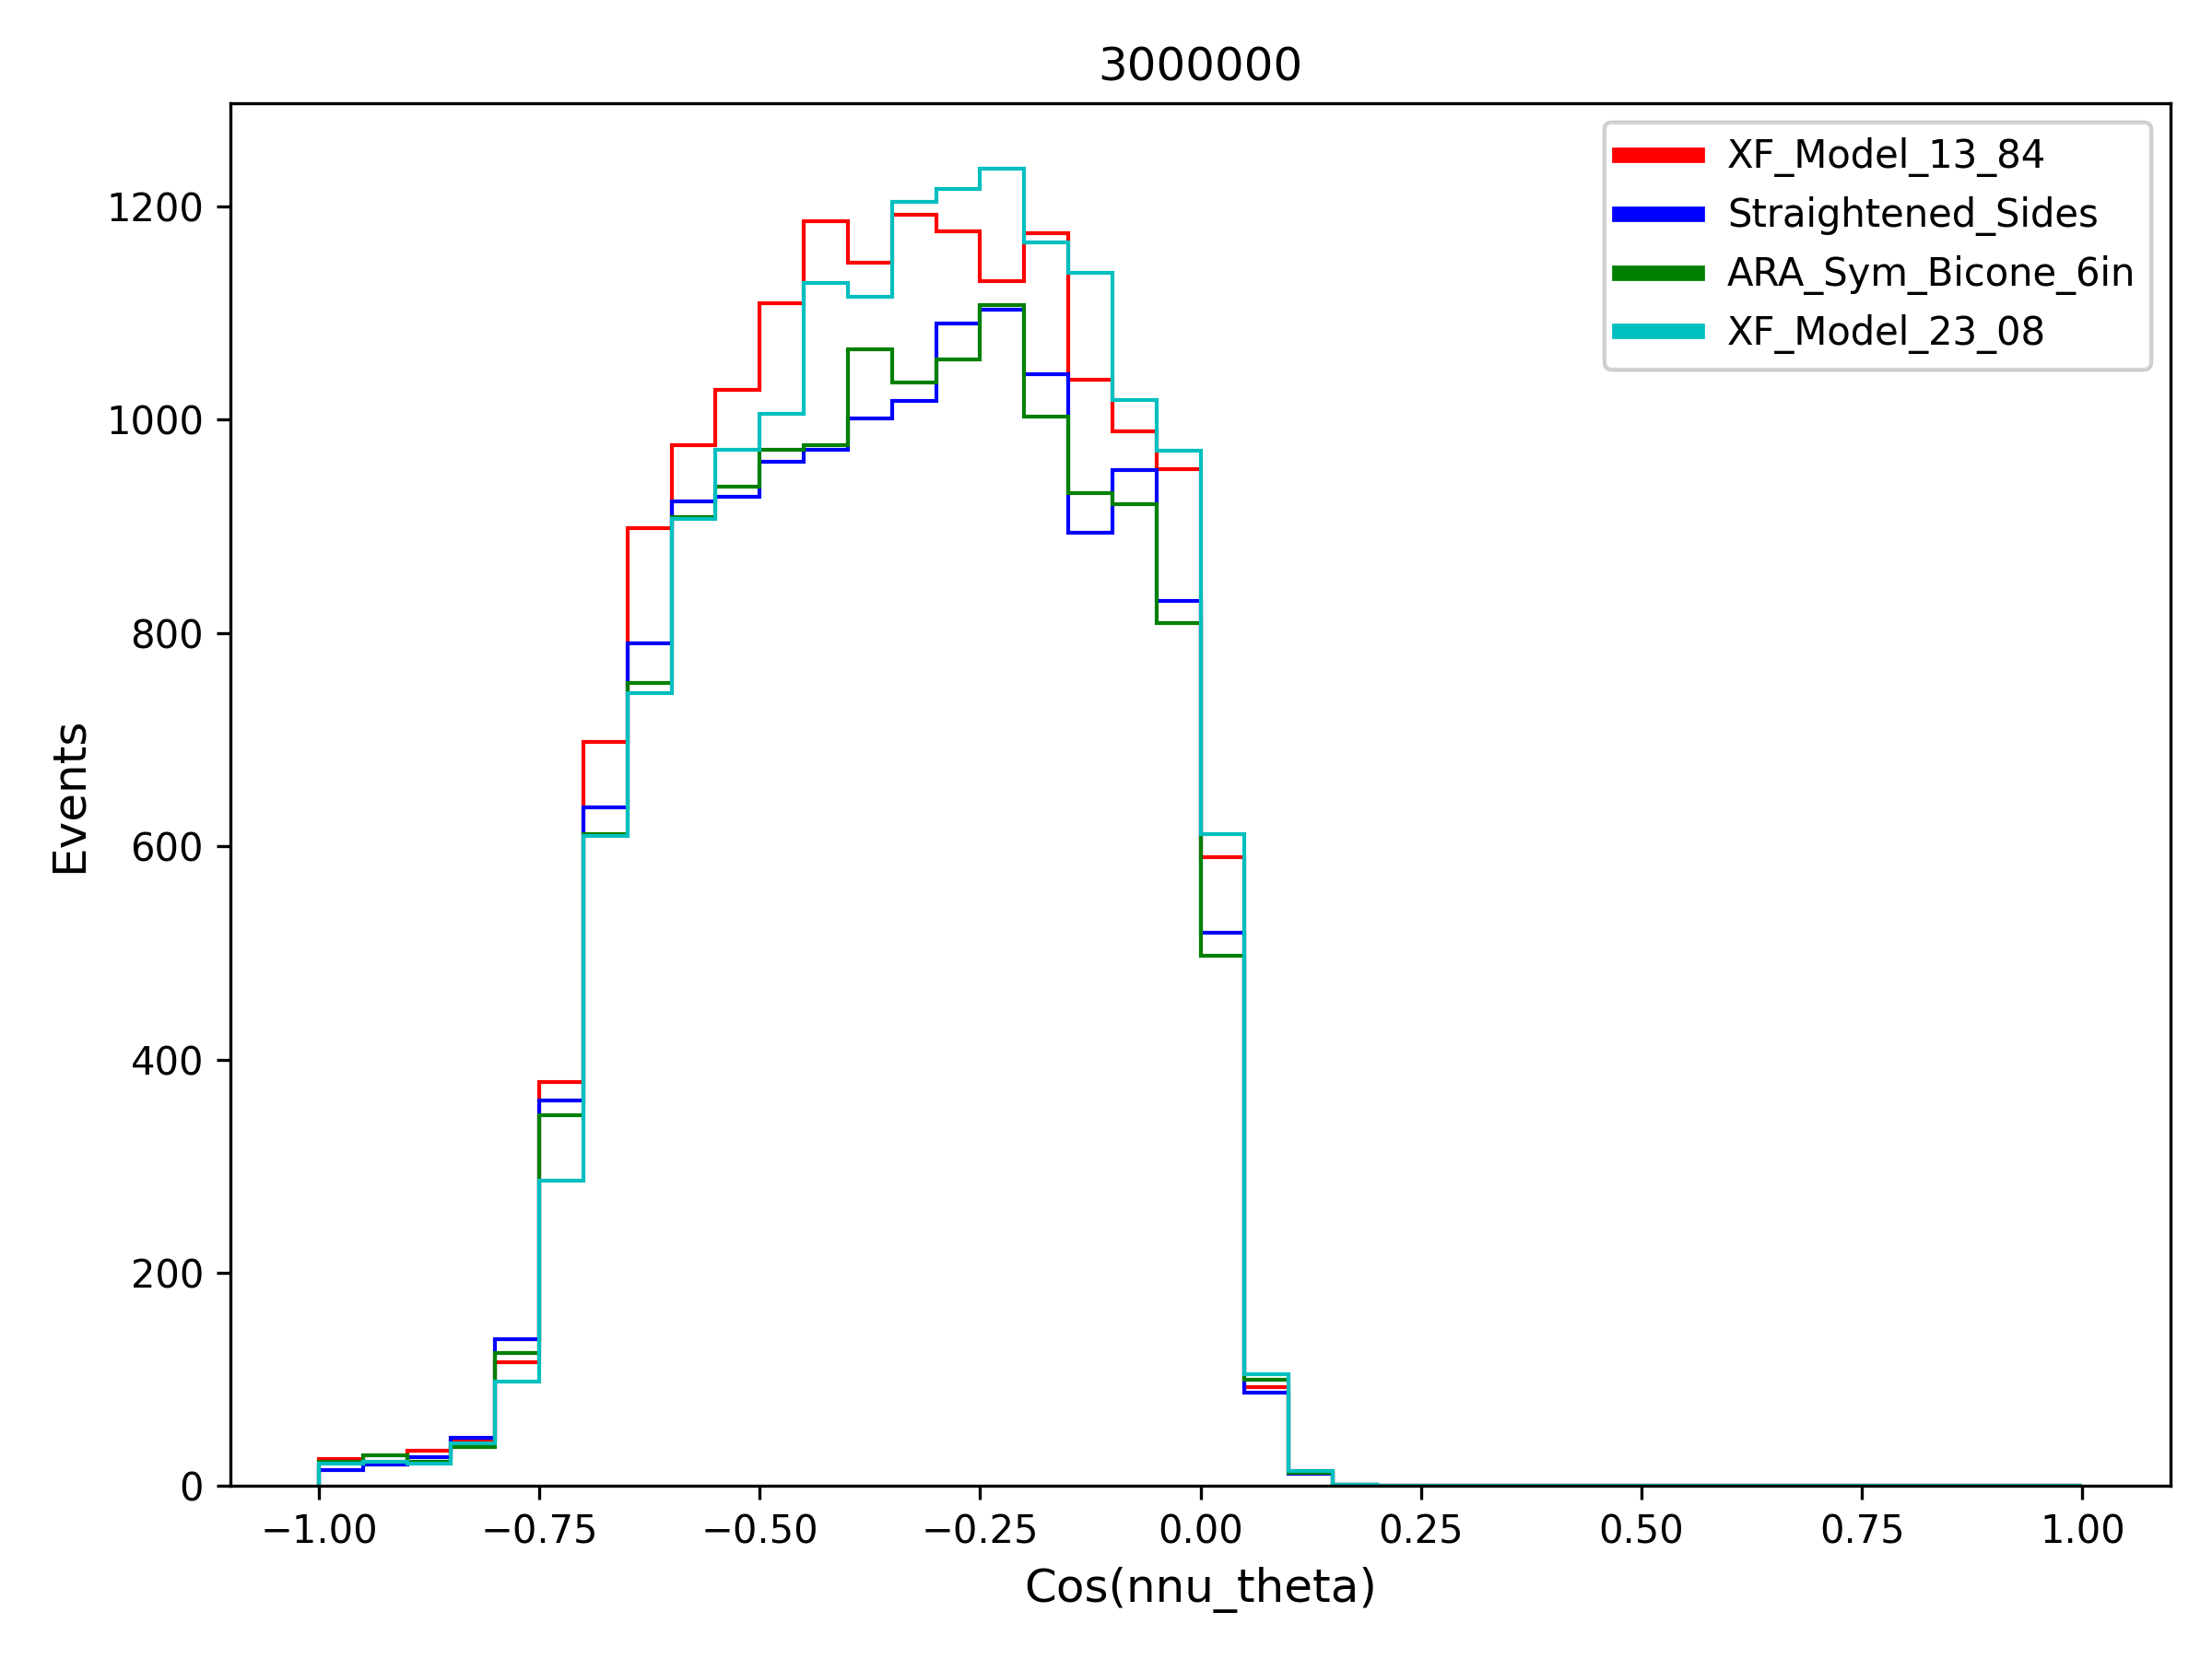 3000000
XF_Model_13_84
Straightened_Sides
ARA_Sym_Bicone_6in
XF_Model_23_08
Events
1200
1000
800
600
400
200
0
−1.00 −0.75 −0.50 −0.25 0.00 0.25 0.50 0.75 1.00
Cos(nnu_theta)